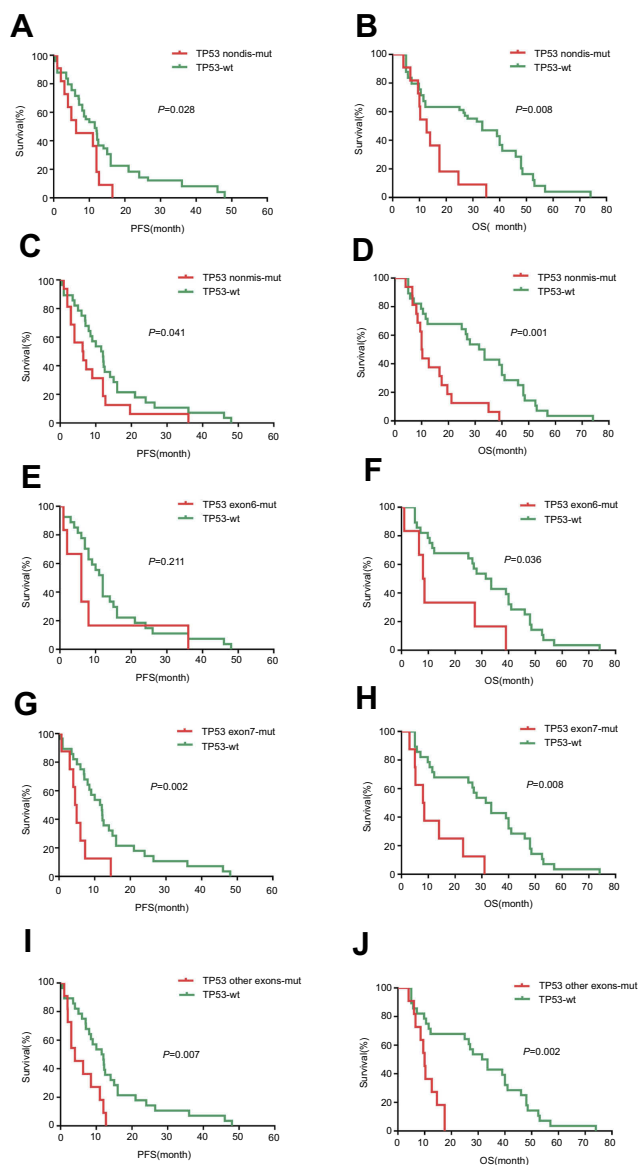 A
TP53 nondis-mut
TP53-wt
P=0.028
Survival(%)
100
80
60
40
20
0
0 10 20 30 40 50 60
PFS(month)
B
TP53 nondis-mut
TP53-wt
P=0.008
Survival(%)
100
80
60
40
20
0
0 10 20 30 40 50 60 70 80
OS( month)
C
TP53 nonmis-mut
TP53-wt
P=0.041
Survival(%)
100
80
60
40
20
0
0 10 20 30 40 50 60
PFS(month)
D
TP53 nonmis-mut
TP53-wt
P=0.001
Survival(%)
100
80
60
40
20
0
0 10 20 30 40 50 60 70 80
OS(month)
E
TP53 exon6-mut
TP53-wt
P=0.211
Survival(%)
100
80
60
40
20
0
0 10 20 30 40 50 60
PFS(month)
F
TP53 exon6-mut
TP53-wt
P=0.036
Survival(%)
100
80
60
40
20
0
0 10 20 30 40 50 60 70 80
OS(month)
G
TP53 exon7-mut
TP53-wt
P=0.002
Survival(%)
100
80
60
40
20
0
0 10 20 30 40 50 60
PFS(month)
H
TP53 exon7-mut
TP53-wt
P=0.008
Survival(%)
100
80
60
40
20
0
0 10 20 30 40 50 60 70 80
OS(month)
I
TP53 other exons-mut
TP53-wt
P=0.007
Survival(%)
100
80
60
40
20
0
0 10 20 30 40 50 60
PFS(month)
J
TP53 other exons-mut
TP53-wt
P=0.002
Survival(%)
100
80
60
40
20
0
0 10 20 30 40 50 60 70 80
OS(month)